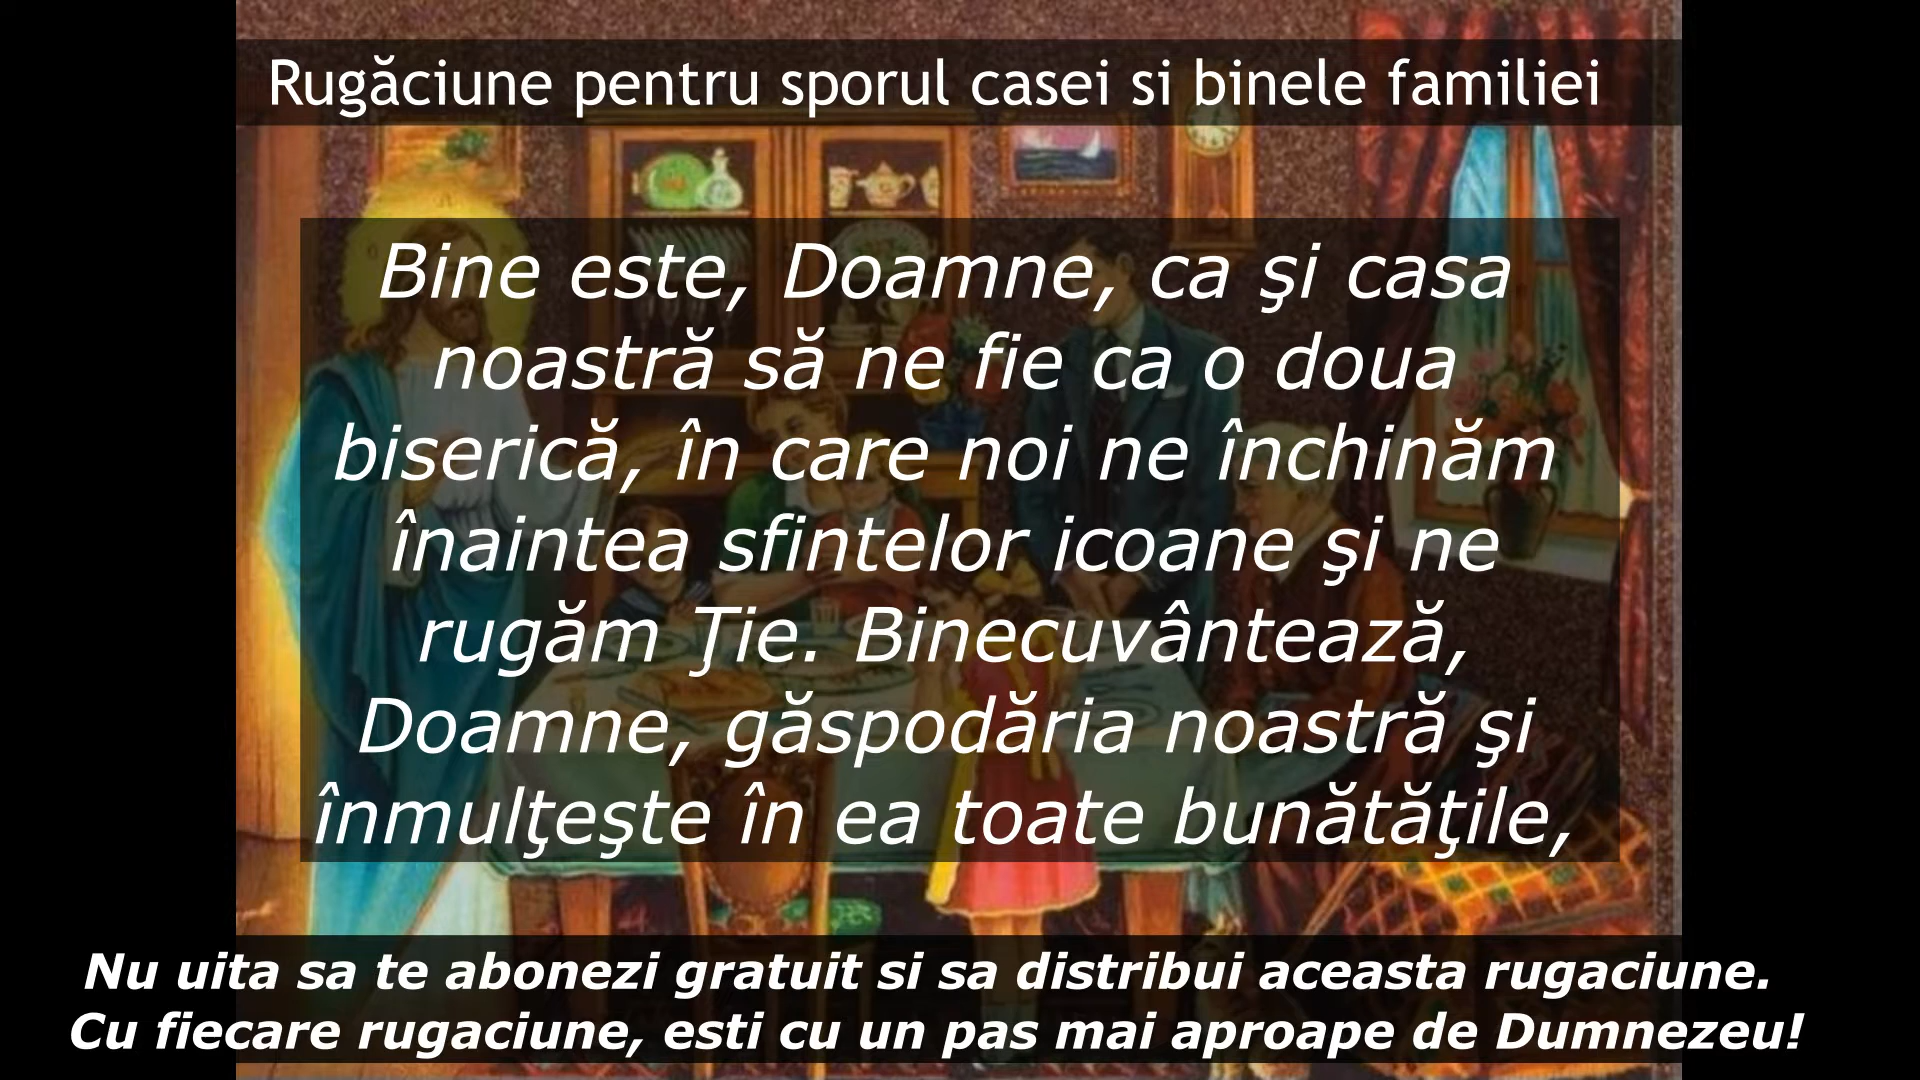 Rugăciune pentru sporul casei si binele familiei
Bine este, Doamne, ca şi casa
noastră să ne fie ca o doua
biserică, în care noi ne închinăm
înaintea sfintelor icoane şi ne
rugăm Ţie. Binecuvântează,
Doamne, găspodăria noastră şi
înmulţeşte în ea toate bunătăţile,
Nu uita sa te abonezi gratuit si sa distribui aceasta rugaciune.
Cu fiecare rugaciune, esti cu un pas mai aproape de Dumnezeu!